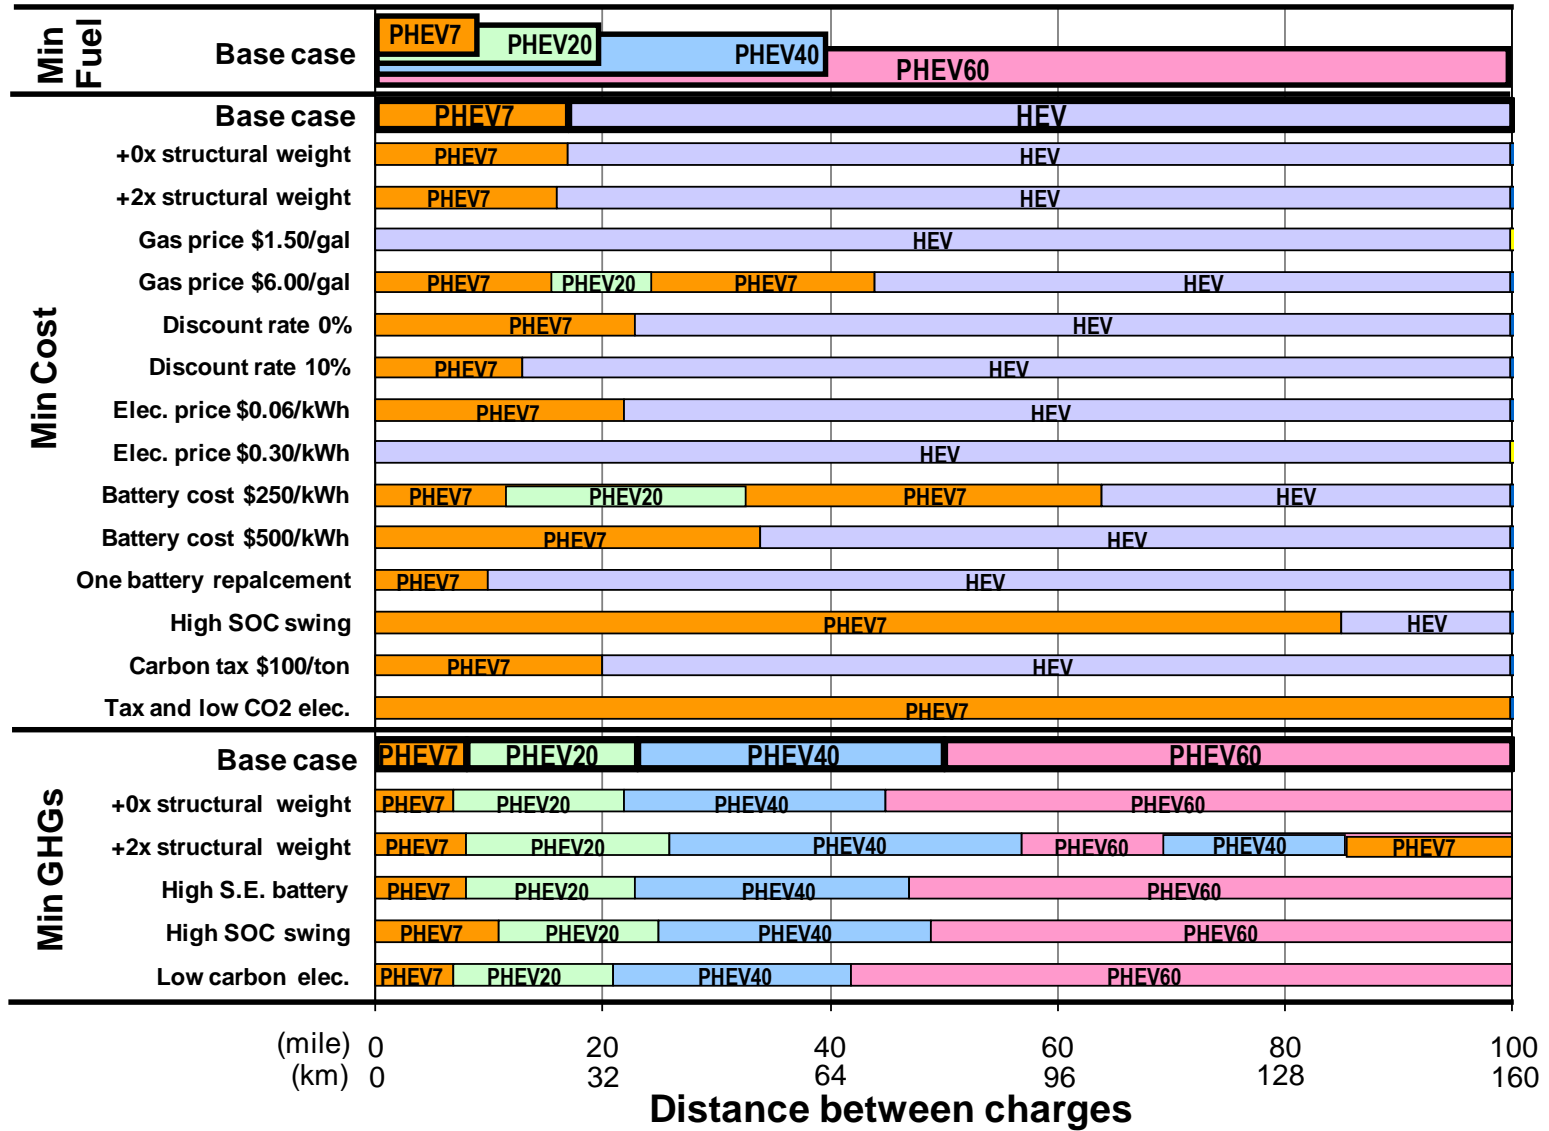 Min Fuel
Base case
PHEV7
PHEV20
PHEV40
PHEV60
Min Cost
Base case PHEV7 HEV
+0x structural weight PHEV7 HEV
+2x structural weight PHEV7 HEV
Gas price $1.50/gal HEV
Gas price $6.00/gal PHEV7 PHEV20 PHEV7 HEV
Discount rate 0% PHEV7 HEV
Discount rate 10% PHEV7 HEV
Elec. price $0.06/kWh PHEV7 HEV
Elec. price $0.30/kWh HEV
Battery cost $250/kWh PHEV7 PHEV20 PHEV7 HEV
Battery cost $500/kWh PHEV7 HEV
One battery repalcement PHEV7 HEV
High SOC swing PHEV7 HEV
Carbon tax $100/ton PHEV7 HEV
Tax and low CO2 elec. PHEV7
Min GHGs
Base case PHEV7 PHEV20 PHEV40 PHEV60
+0x structural weight PHEV7 PHEV20 PHEV40 PHEV60
+2x structural weight PHEV7 PHEV20 PHEV40 PHEV60 PHEV40 PHEV7
High S.E. battery PHEV7 PHEV20 PHEV40 PHEV60
High SOC swing PHEV7 PHEV20 PHEV40 PHEV60
Low carbon elec. PHEV7 PHEV20 PHEV40 PHEV60
(mile) 0 20 40 60 80 100
(km) 0 32 64 96 128 160
Distance between charges